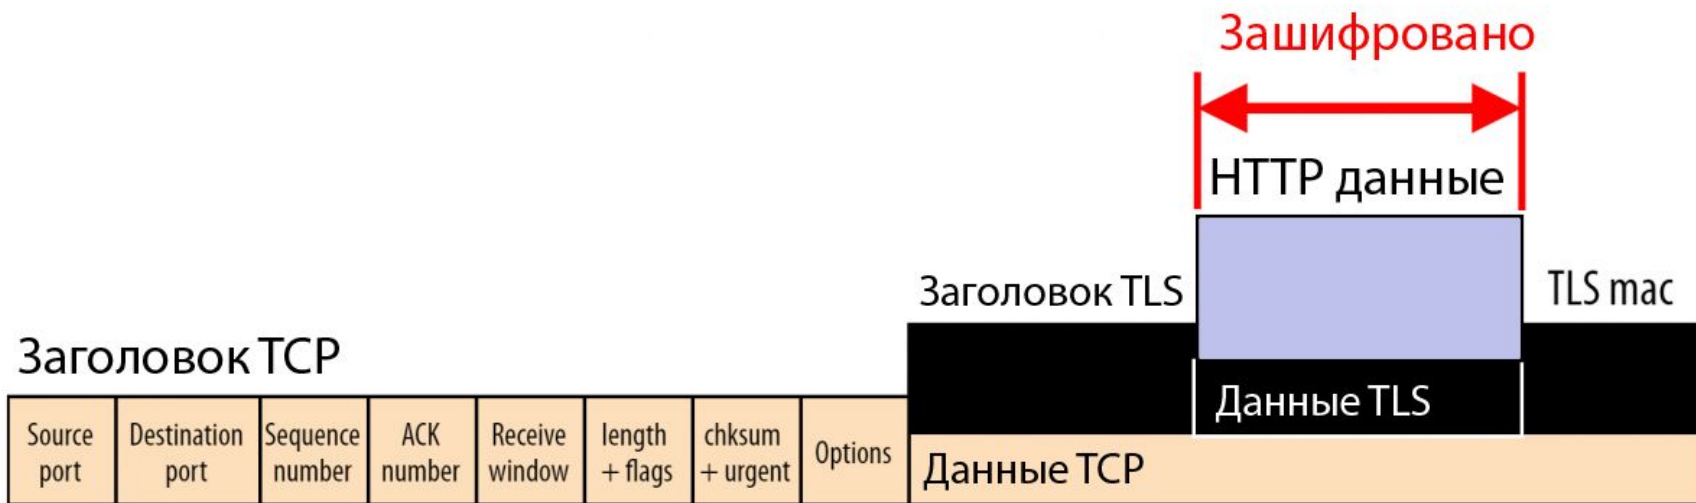 Зашифровано
HTTP данные
Заголовок TLS
TLS mac
Заголовок TCP
Данные TLS
Source
port
Destination
port
Sequence
number
ACK
number
Receive
window
length
+ flags
chksum
+ urgent
Options
Данные TCP